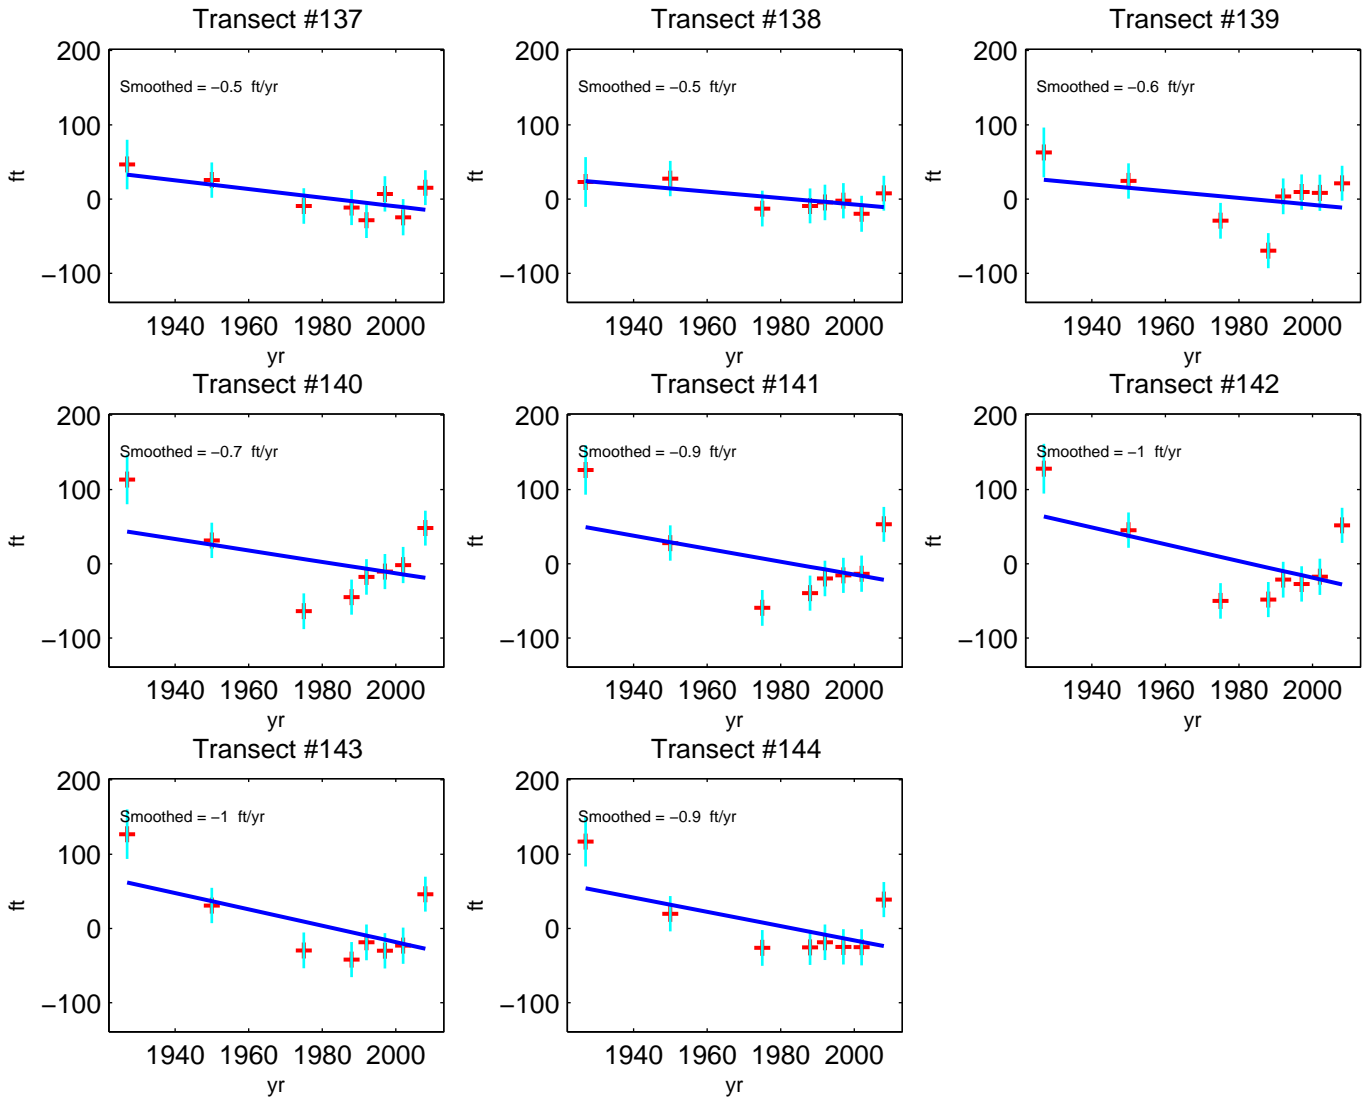 Transect #137
Transect #138
Transect #139
200
100
0
−100
ft
Smoothed = −0.5 ft/yr
1940 1960 1980 2000
yr
200
100
0
−100
ft
Smoothed = −0.5 ft/yr
1940 1960 1980 2000
yr
200
100
0
−100
ft
Smoothed = −0.6 ft/yr
1940 1960 1980 2000
yr
Transect #140
Transect #141
Transect #142
200
100
0
−100
ft
Smoothed = −0.7 ft/yr
1940 1960 1980 2000
yr
200
100
0
−100
ft
Smoothed = −0.9 ft/yr
1940 1960 1980 2000
yr
200
100
0
−100
ft
Smoothed = −1 ft/yr
1940 1960 1980 2000
yr
Transect #143
Transect #144
200
100
0
−100
ft
Smoothed = −1 ft/yr
1940 1960 1980 2000
yr
200
100
0
−100
ft
Smoothed = −0.9 ft/yr
1940 1960 1980 2000
yr